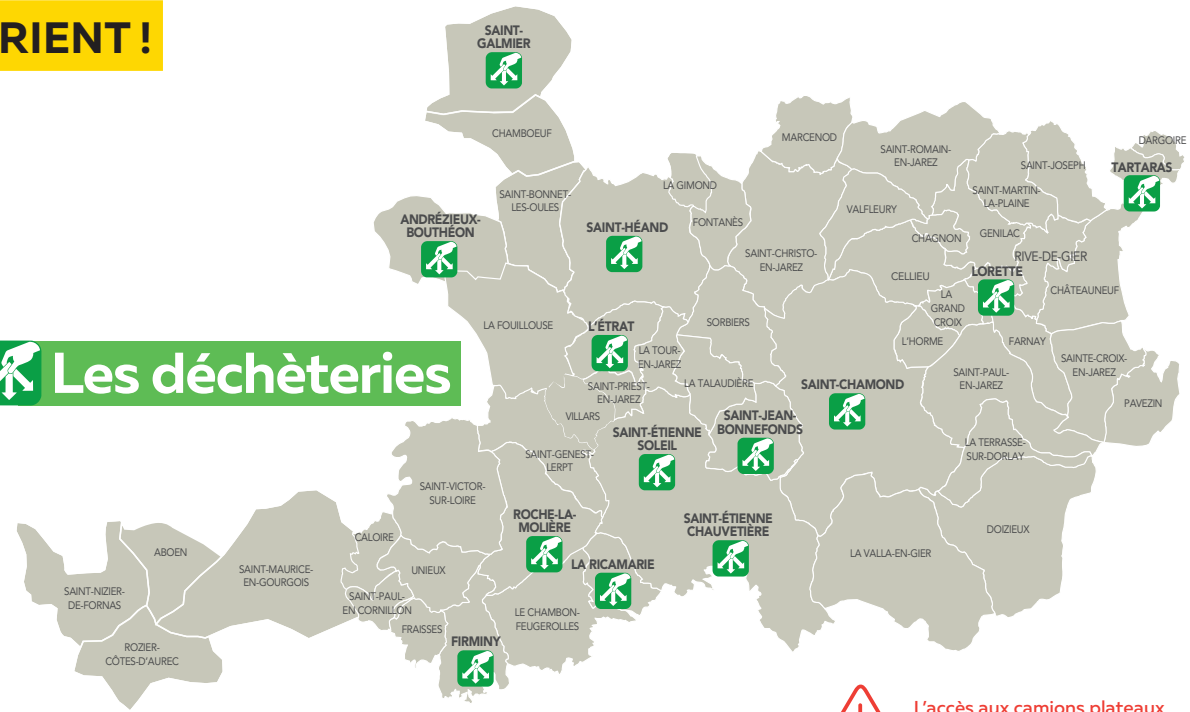 RIENT !
SAINT-
GALMIER
CHAMBOEUF
MARCENOD
SAINT-ROMAIN-
EN-JAREZ
DARGOIRE
SAINT-JOSEPH
TARTARAS
SAINT-BONNET-
LES-OULES
LA GIMOND
SAINT-MARTIN-
LA-PLAINE
ANDRÉZIEUX-
BOUTHÉON
SAINT-HÉAND
FONTANÈS
VALFLEURY
CHAGNON
GENILAC
SAINT-CHRISTO-
EN-JAREZ
RIVE-DE-GIER
CELLIEU
LORETTE
CHÂTEAUNEUF
LA
GRAND
CROIX
LA FOUILLOUSE
L'ÉTRAT
SORBIERS
L'HORME
FARNAY
LA TOUR-
EN-JAREZ
SAINTE-CROIX-
EN-JAREZ
Les déchèteries
SAINT-PRIEST-
EN-JAREZ
LA TALAUDIÈRE
SAINT-CHAMOND
SAINT-PAUL-
EN-JAREZ
PAVEZIN
VILLARS
SAINT-JEAN-
BONNEFONDS
SAINT-ÉTIENNE
SOLEIL
LA TERRASSE-
SUR-DORLAY
SAINT-GENEST-
LERPT
SAINT-VICTOR-
SUR-LOIRE
ROCHE-LA-
MOLIÈRE
SAINT-ÉTIENNE
CHAUVETIÈRE
DOIZIEUX
CALOIRE
ABOEN
LA VALLA-EN-GIER
SAINT-MAURICE-
EN-GOURGOIS
UNIEUX
LA RICAMARIE
SAINT-NIZIER-
DE-FORNAS
SAINT-PAUL-
EN CORNILLON
LE CHAMBON-
FEUGEROLLES
FRAISSES
FIRMINY
ROZIER-
CÔTES-D'AUREC
L'accès aux camions plateaux